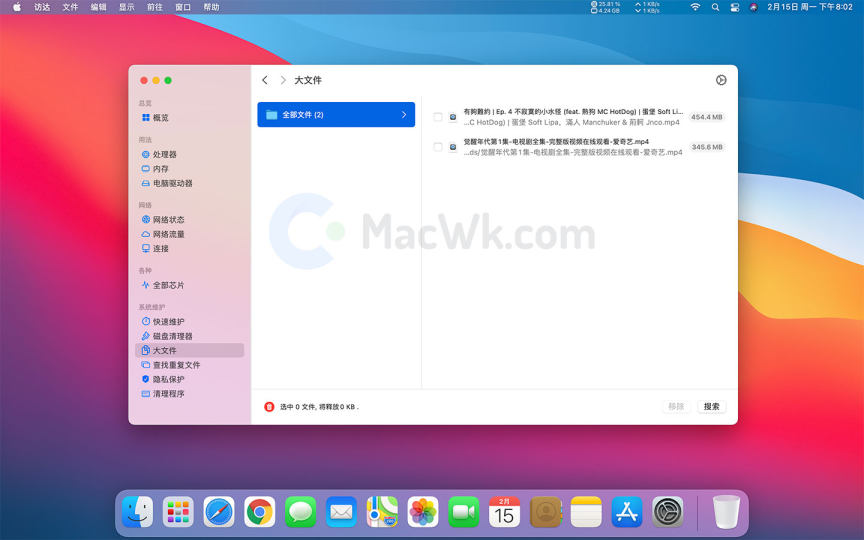 访达 文件 编辑 显示 前往 窗口 帮助 25.81 % 4.24 GB 1 KB/s 1 KB/s 2月15日 周一 下午8:02
大文件
总览
概览
用法
处理器
内存
电脑驱动器
网络
网络状态
网络流量
连接
各种
全部芯片
系统维护
快速维护
磁盘清理器
大文件
查找重复文件
隐私保护
清理程序
全部文件 (2)
有夠難約 | Ep. 4 不寂寞的小水怪 (feat. 熱狗 MC HotDog) | 蛋堡 Soft Li...
...C HotDog) | 蛋堡 Soft Lipa、滿人 Manchuker & 荊軻 Jnco.mp4
454.4 MB
觉醒年代第1集-电视剧全集-完整版视频在线观看-爱奇艺.mp4
...ds/觉醒年代第1集-电视剧全集-完整版视频在线观看-爱奇艺.mp4
345.6 MB
MacWk.com
选中 0 文件, 将释放0 KB .
移除 搜索
2月
15